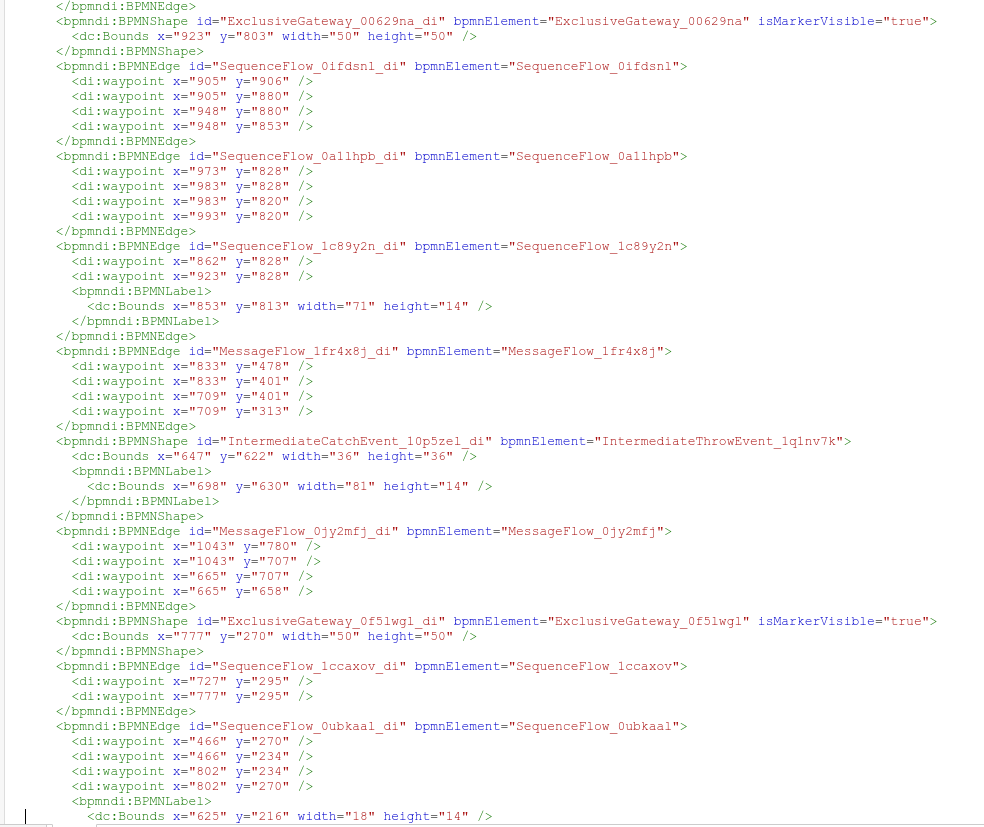 </bpmndi:BPMNEdge>
<bpmndi:BPMNShape id="ExclusiveGateway_00629na_di" bpmnElement="ExclusiveGateway_00629na" isMarkerVisible="true">
<dc:Bounds x="923" y="803" width="50" height="50" />
</bpmndi:BPMNShape>
<bpmndi:BPMNEdge id="SequenceFlow_0ifdsnl_di" bpmnElement="SequenceFlow_0ifdsnl">
<di:waypoint x="905" y="906" />
<di:waypoint x="905" y="880" />
<di:waypoint x="948" y="880" />
<di:waypoint x="948" y="853" />
</bpmndi:BPMNEdge>
<bpmndi:BPMNEdge id="SequenceFlow_0a1lhpb_di" bpmnElement="SequenceFlow_0a1lhpb">
<di:waypoint x="973" y="828" />
<di:waypoint x="983" y="828" />
<di:waypoint x="983" y="820" />
<di:waypoint x="993" y="820" />
</bpmndi:BPMNEdge>
<bpmndi:BPMNEdge id="SequenceFlow_1c89y2n_di" bpmnElement="SequenceFlow_1c89y2n">
<di:waypoint x="862" y="828" />
<di:waypoint x="923" y="828" />
<bpmndi:BPMNLabel>
<dc:Bounds x="853" y="813" width="71" height="14" />
</bpmndi:BPMNLabel>
</bpmndi:BPMNEdge>
<bpmndi:BPMNEdge id="MessageFlow_1fr4x8j_di" bpmnElement="MessageFlow_1fr4x8j">
<di:waypoint x="833" y="478" />
<di:waypoint x="833" y="401" />
<di:waypoint x="709" y="401" />
<di:waypoint x="709" y="313" />
</bpmndi:BPMNEdge>
<bpmndi:BPMNShape id="IntermediateCatchEvent_10p5zel_di" bpmnElement="IntermediateThrowEvent_1q1nv7k">
<dc:Bounds x="647" y="622" width="36" height="36" />
<bpmndi:BPMNLabel>
<dc:Bounds x="698" y="630" width="81" height="14" />
</bpmndi:BPMNLabel>
</bpmndi:BPMNShape>
<bpmndi:BPMNEdge id="MessageFlow_0jy2mfj_di" bpmnElement="MessageFlow_0jy2mfj">
<di:waypoint x="1043" y="780" />
<di:waypoint x="1043" y="707" />
<di:waypoint x="665" y="707" />
<di:waypoint x="665" y="658" />
</bpmndi:BPMNEdge>
<bpmndi:BPMNShape id="ExclusiveGateway_0f5lwgl_di" bpmnElement="ExclusiveGateway_0f5lwgl" isMarkerVisible="true">
<dc:Bounds x="777" y="270" width="50" height="50" />
</bpmndi:BPMNShape>
<bpmndi:BPMNEdge id="SequenceFlow_1ccaxov_di" bpmnElement="SequenceFlow_1ccaxov">
<di:waypoint x="727" y="295" />
<di:waypoint x="777" y="295" />
</bpmndi:BPMNEdge>
<bpmndi:BPMNEdge id="SequenceFlow_0ubkaal_di" bpmnElement="SequenceFlow_0ubkaal">
<di:waypoint x="466" y="270" />
<di:waypoint x="466" y="234" />
<di:waypoint x="802" y="234" />
<di:waypoint x="802" y="270" />
<bpmndi:BPMNLabel>
<dc:Bounds x="625" y="216" width="18" height="14" />